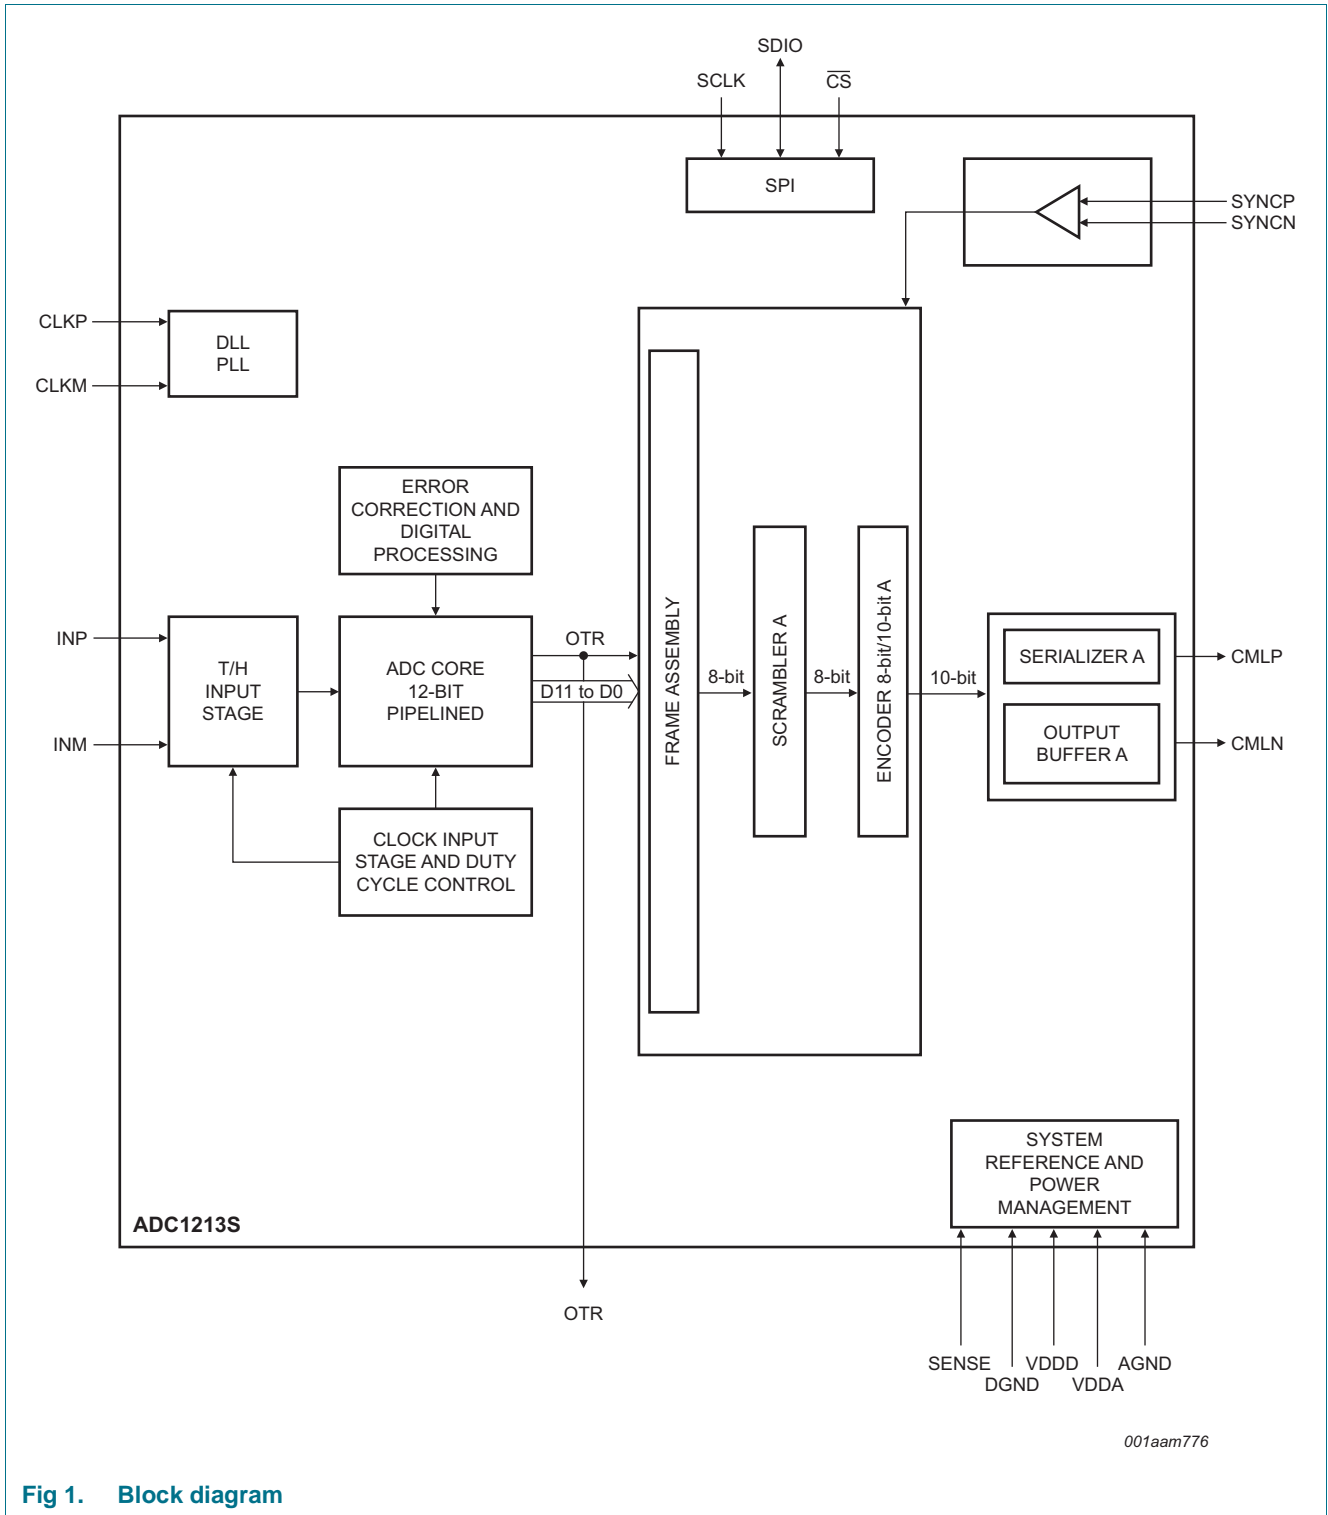 SDIO
SCLK
CS
SPI
SYNCP
SYNCN
CLKP
CLKM
DLL
PLL
ERROR
CORRECTION AND
DIGITAL
PROCESSING
INP
INM
T/H
INPUT
STAGE
ADC CORE
12-BIT
PIPELINED
OTR
D11 to D0
CLOCK INPUT
STAGE AND DUTY
CYCLE CONTROL
FRAME ASSEMBLY
8-bit
SCRAMBLER A
8-bit
ENCODER 8-bit/10-bit A
10-bit
SERIALIZER A
OUTPUT
BUFFER A
CMLP
CMLN
SYSTEM
REFERENCE AND
POWER
MANAGEMENT
ADC1213S
OTR
SENSE
DGND
VDDD
VDDA
AGND
001aam776
Fig 1. Block diagram